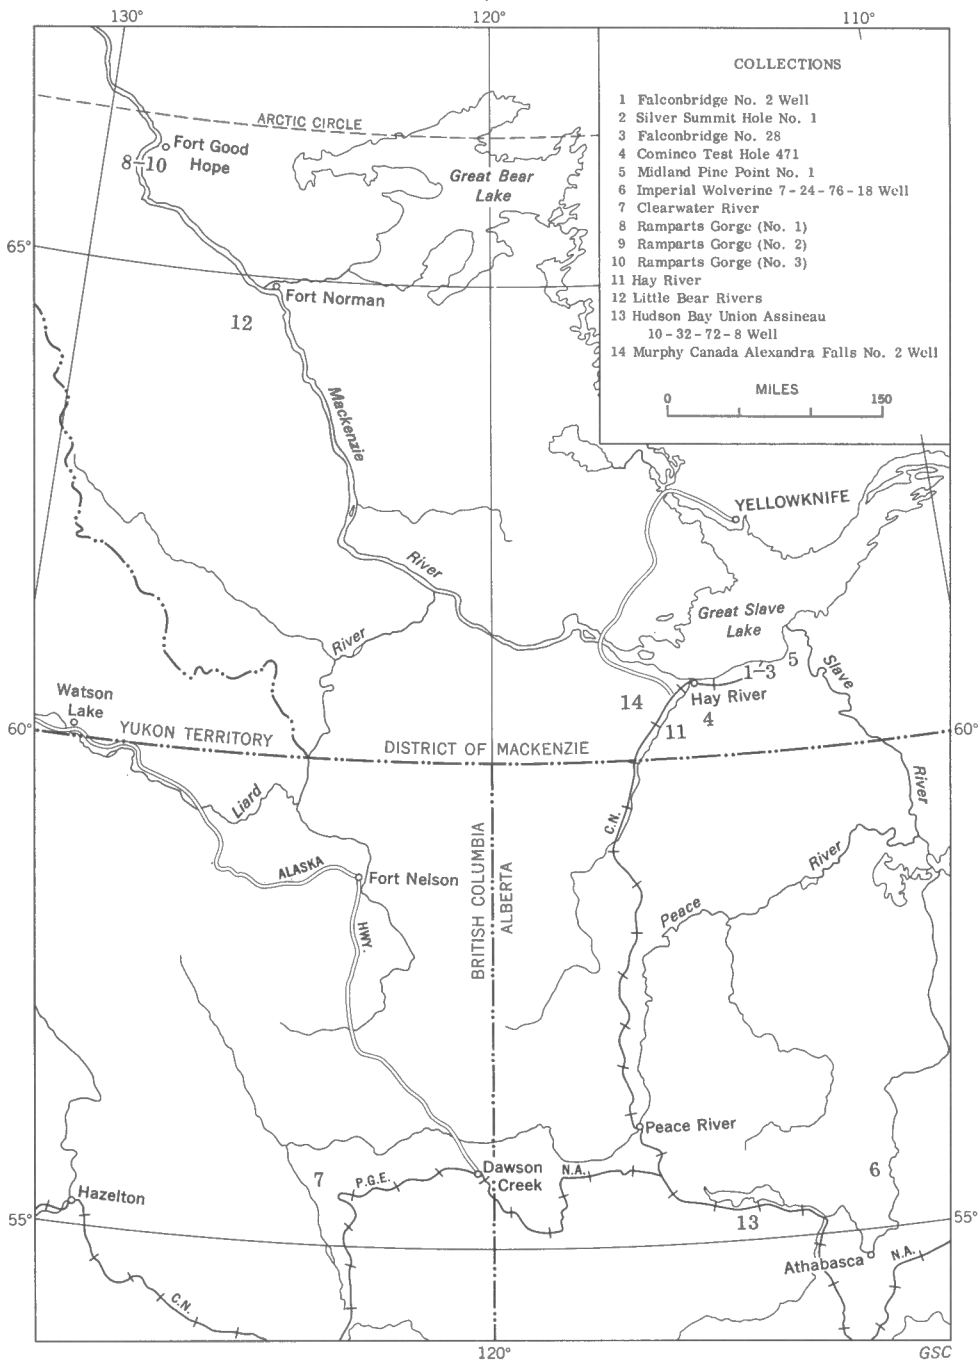 130°
120°
110°
COLLECTIONS
1 Falconbridge No. 2 Well
2 Silver Summit Hole No. 1
3 Falconbridge No. 28
4 Cominco Test Hole 471
5 Midland Pine Point No. 1
6 Imperial Wolverine 7-24-76-18 Well
7 Clearwater River
8 Ramparts Gorge (No. 1)
9 Ramparts Gorge (No. 2)
10 Ramparts Gorge (No. 3)
11 Hay River
12 Little Bear Rivers
13 Hudson Bay Union Assineau
10-32-72-8 Well
14 Murphy Canada Alexandra Falls No. 2 Well
MILES
0
150
ARCTIC CIRCLE
Fort Good
Hope
8-10
Great Bear
Lake
65°
Fort Norman
12
Mackenzie
River
YELLOWKNIFE
Great Slave
Lake
River
Slave
River
5
1-3
Hay River
14
4
11
Watson
Lake
60°
YUKON TERRITORY
DISTRICT OF MACKENZIE
60°
Liard
C.N.
ALASKA
HWY.
Fort Nelson
BRITISH COLUMBIA
ALBERTA
Peace
River
Peace River
7
P.G.E.
Dawson
Creek
N.A.
6
Hazelton
55°
13
55°
Athabasca
N.A.
C.N.
120°
GSC